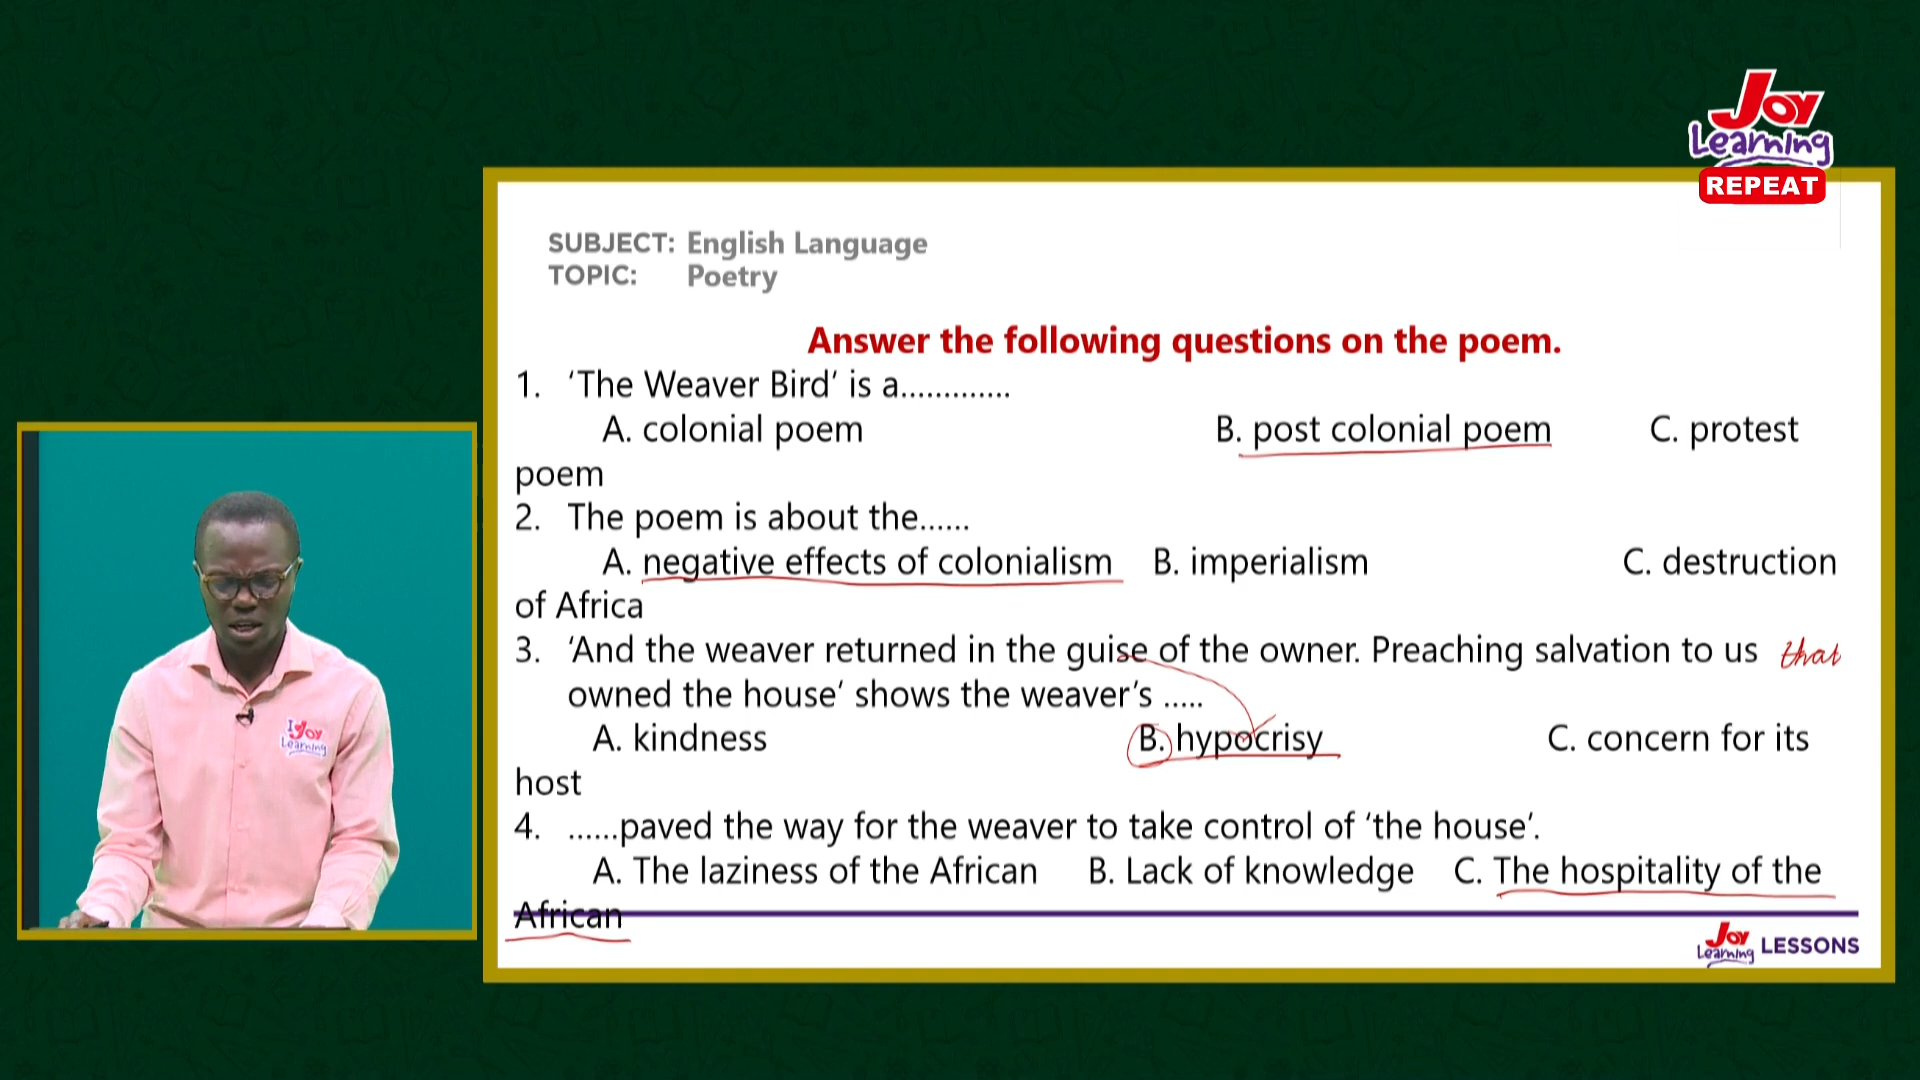 Joy
Learning
REPEAT
SUBJECT: English Language
TOPIC: Poetry
Answer the following questions on the poem.
1. ‘The Weaver Bird’ is a.............
A. colonial poem B. post colonial poem C. protest
poem
2. The poem is about the......
A. negative effects of colonialism B. imperialism C. destruction
of Africa
3. ‘And the weaver returned in the guise of the owner. Preaching salvation to us that
owned the house’ shows the weaver’s .....
A. kindness B. hypocrisy C. concern for its
host
4. ......paved the way for the weaver to take control of ‘the house’.
A. The laziness of the African B. Lack of knowledge C. The hospitality of the
African
I Joy
Learning
Joy
Learning LESSONS